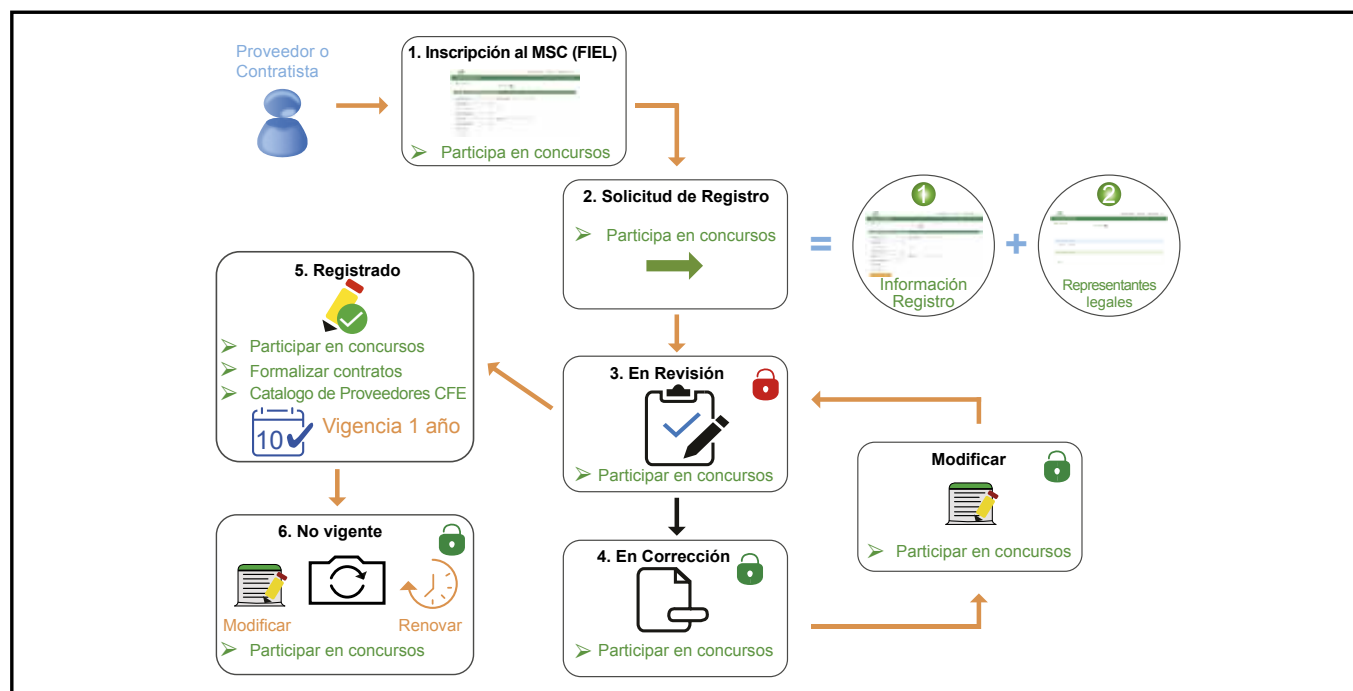 Proveedor o
Contratista
1. Inscripción al MSC (FIEL)
Participa en concursos
2. Solicitud de Registro
Participa en concursos
=
1
Información
Registro
+
2
Representantes
legales
5. Registrado
Participar en concursos
Formalizar contratos
Catalogo de Proveedores CFE
10
Vigencia 1 año
3. En Revisión
Participar en concursos
Modificar
Participar en concursos
6. No vigente
Modificar
Renovar
Participar en concursos
4. En Corrección
Participar en concursos